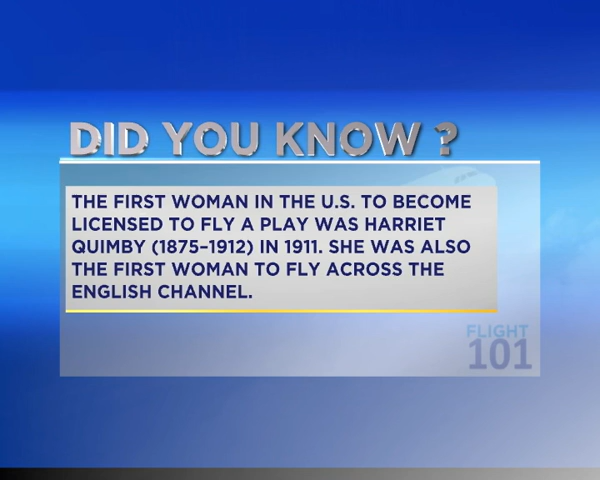 DID YOU KNOW ?
THE FIRST WOMAN IN THE U.S. TO BECOME
LICENSED TO FLY A PLAY WAS HARRIET
QUIMBY (1875–1912) IN 1911. SHE WAS ALSO
THE FIRST WOMAN TO FLY ACROSS THE
ENGLISH CHANNEL.
FLIGHT
101